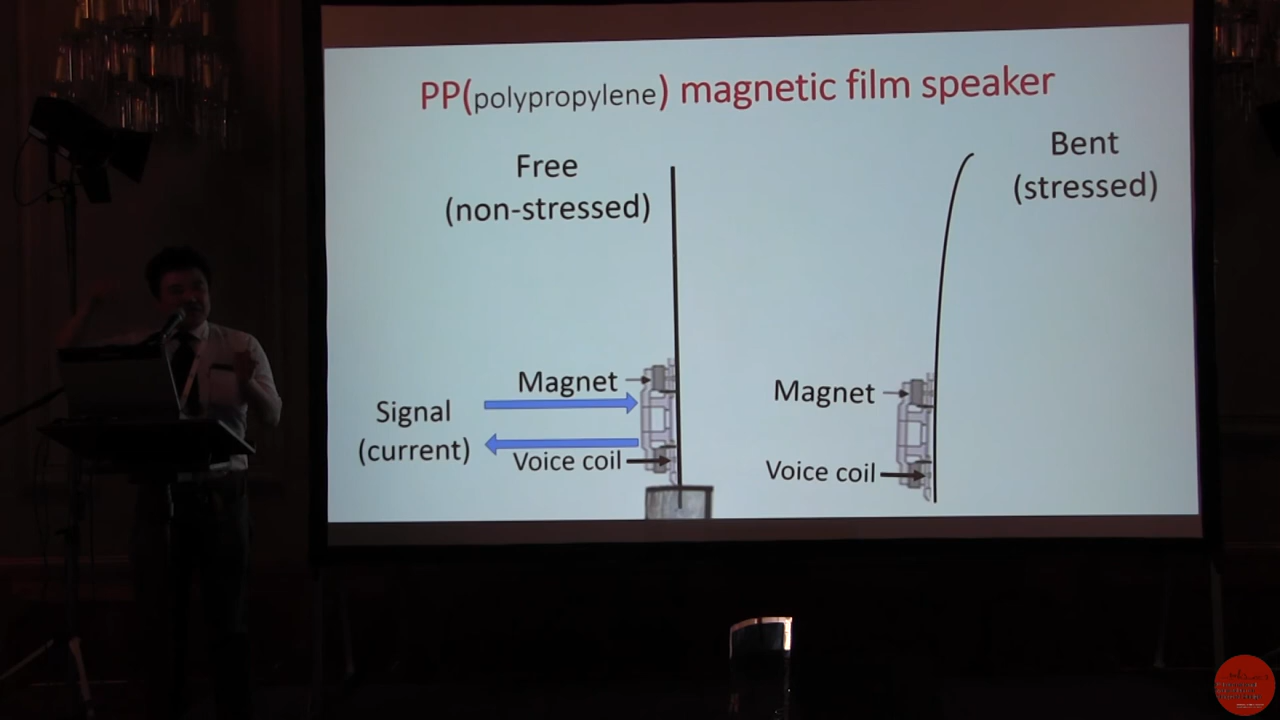 PP(polypropylene) magnetic film speaker
Free
(non-stressed)
Bent
(stressed)
Magnet
Signal
(current)
Voice coil
Magnet
Voice coil